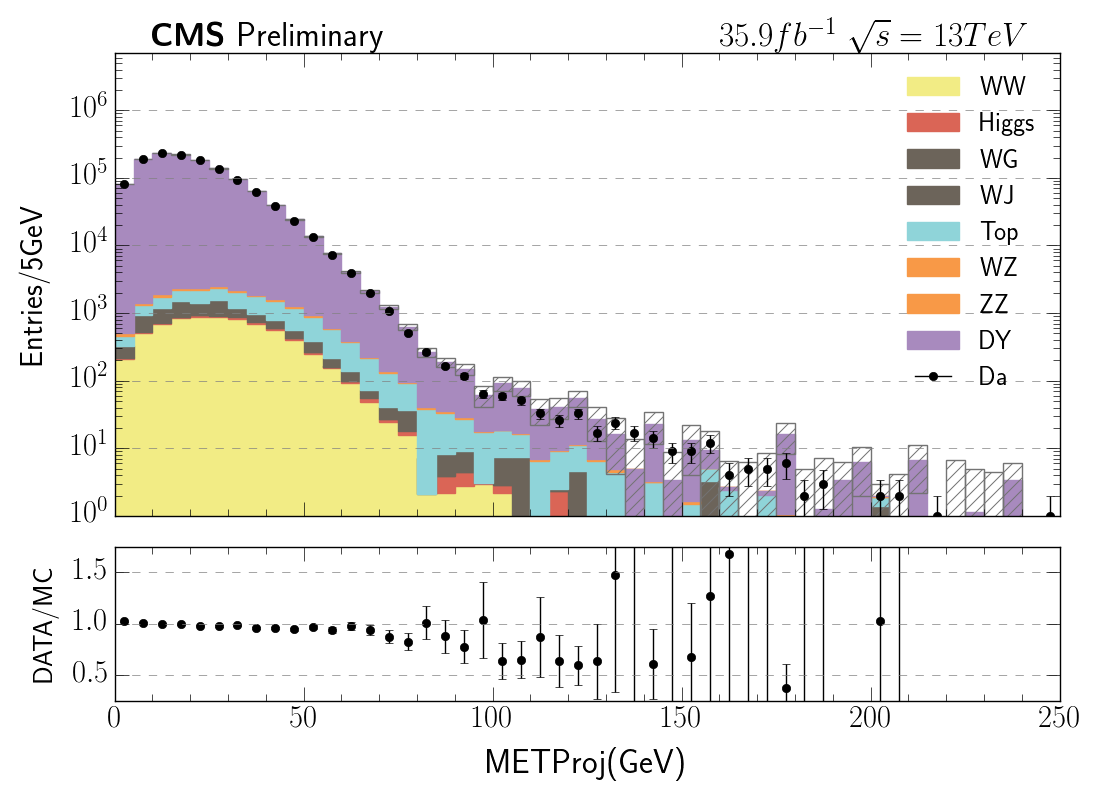 CMS Preliminary 35.9fb⁻¹ √s = 13TeV
Entries/5GeV
10⁶
10⁵
10⁴
10³
10²
10¹
10⁰
WW
Higgs
WG
WJ
Top
WZ
ZZ
DY
Da
DATA/MC
1.5
1.0
0.5
0 50 100 150 200 250
METProj(GeV)